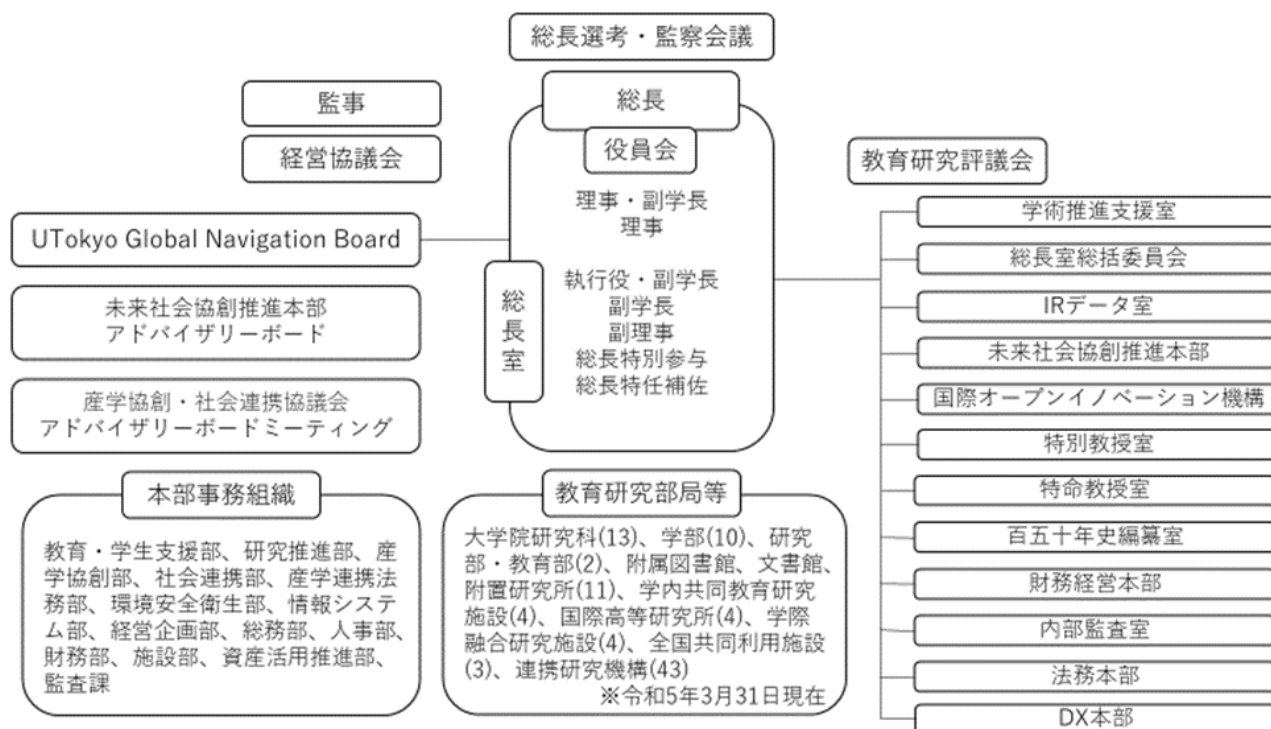 総長選考・監察会議
総長
監事
役員会
経営協議会
教育研究評議会
理事・副学長
理事
UTokyo Global Navigation Board
執行役・副学長
副学長
副理事
総長特別参与
総長特任補佐
総長室
未来社会協創推進本部
アドバイザリーボード
産学協創・社会連携協議会
アドバイザリーボードミーティング
学術推進支援室
総長室総括委員会
IRデータ室
未来社会協創推進本部
国際オープンイノベーション機構
特別教授室
特命教授室
百五十年史編纂室
財務経営本部
内部監査室
法務本部
DX本部
本部事務組織
教育・学生支援部、研究推進部、産
学協創部、社会連携部、産学連携法
務部、環境安全衛生部、情報システ
ム部、経営企画部、総務部、人事部、
財務部、施設部、資産活用推進部、
監査課
教育研究部局等
大学院研究科(13)、学部(10)、研究
部・教育部(2)、附属図書館、文書館、
附置研究所(11)、学内共同教育研究
施設(4)、国際高等研究所(4)、学際
融合研究施設(4)、全国共同利用施設
(3)、連携研究機構(43)
※令和5年3月31日現在